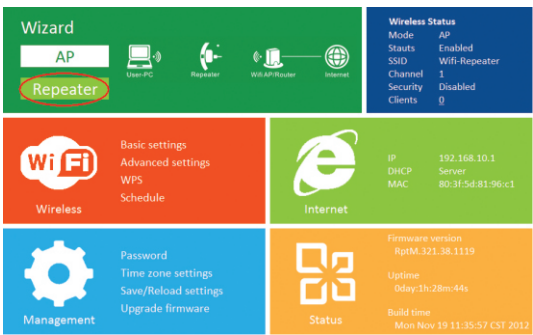 Wizard
AP
Repeater
User-PC
Repeater
Wifi AP/Router
Internet
Wireless Status
Mode AP
Stauts Enabled
SSID Wifi-Repeater
Channel 1
Security Disabled
Clients 0
Wi Fi
Wireless
Basic settings
Advanced settings
WPS
Schedule
Internet
IP 192.168.10.1
DHCP Server
MAC 80:3f:5d:81:96:c1
Management
Password
Time zone settings
Save/Reload settings
Upgrade firmware
Status
Firmware version
RptM.321.38.1119
Uptime
0day:1h:28m:44s
Build time
Mon Nov 19 11:35:57 CST 2012